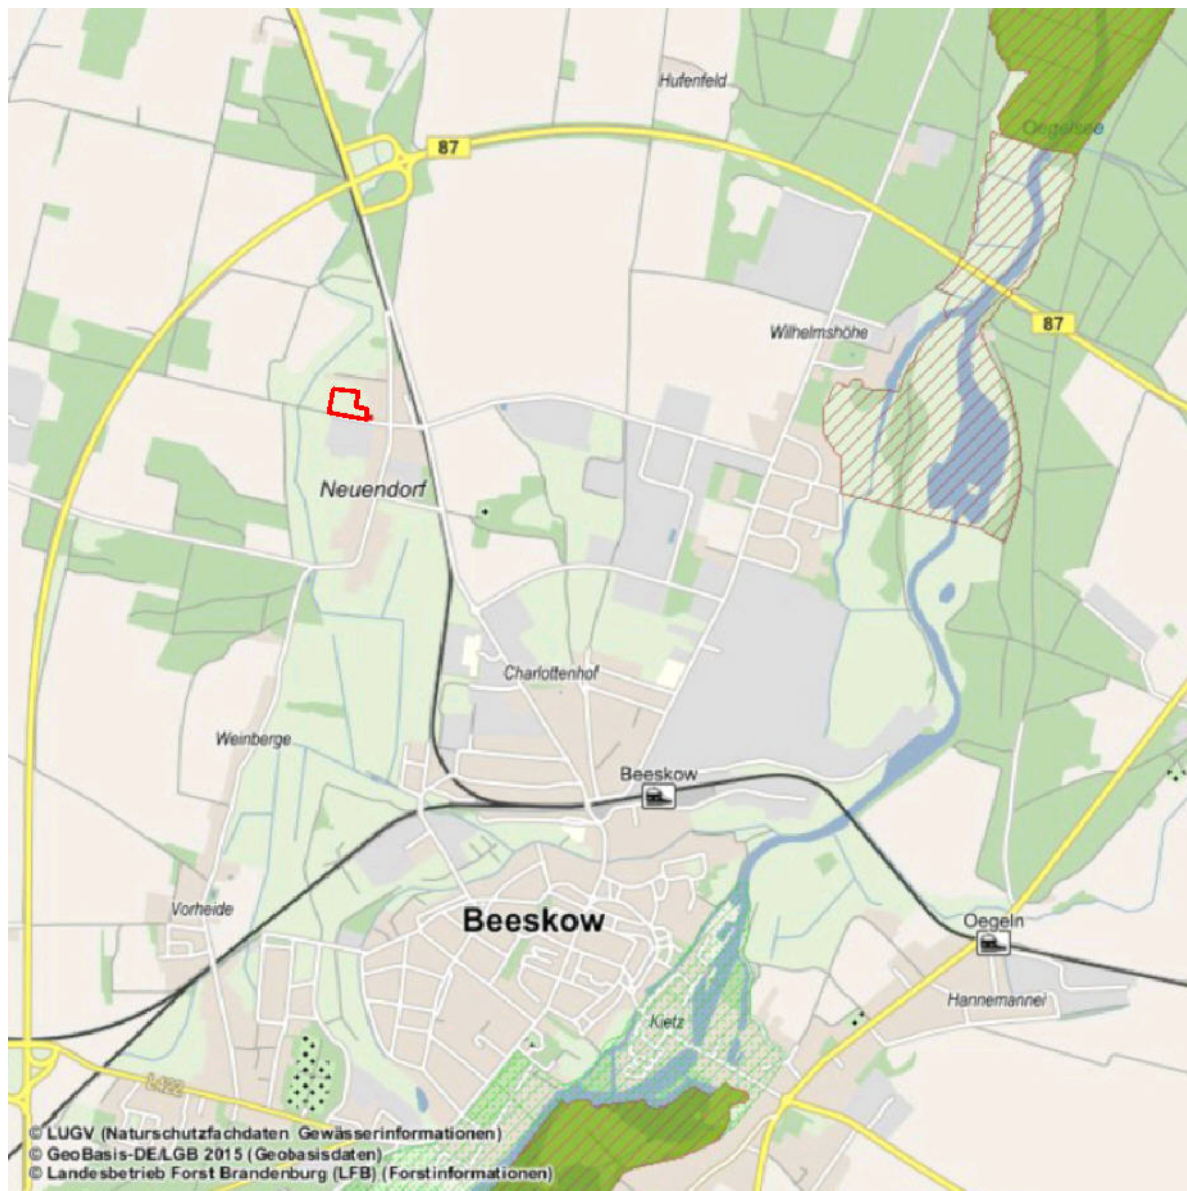 Hufenfeld
Oegelsee
87
87
Wilhelmshöhe
Neuendorf
Charlottenhof
Weinberge
Beeskow
Vorheide
Beeskow
Oegeln
Hannemannei
Kietz
L422
© LUGV (Naturschutzfachdaten Gewässerinformationen)
© GeoBasis-DE/LGB 2015 (Geobasisdaten)
© Landesbetrieb Forst Brandenburg (LFB) (Forstinformationen)